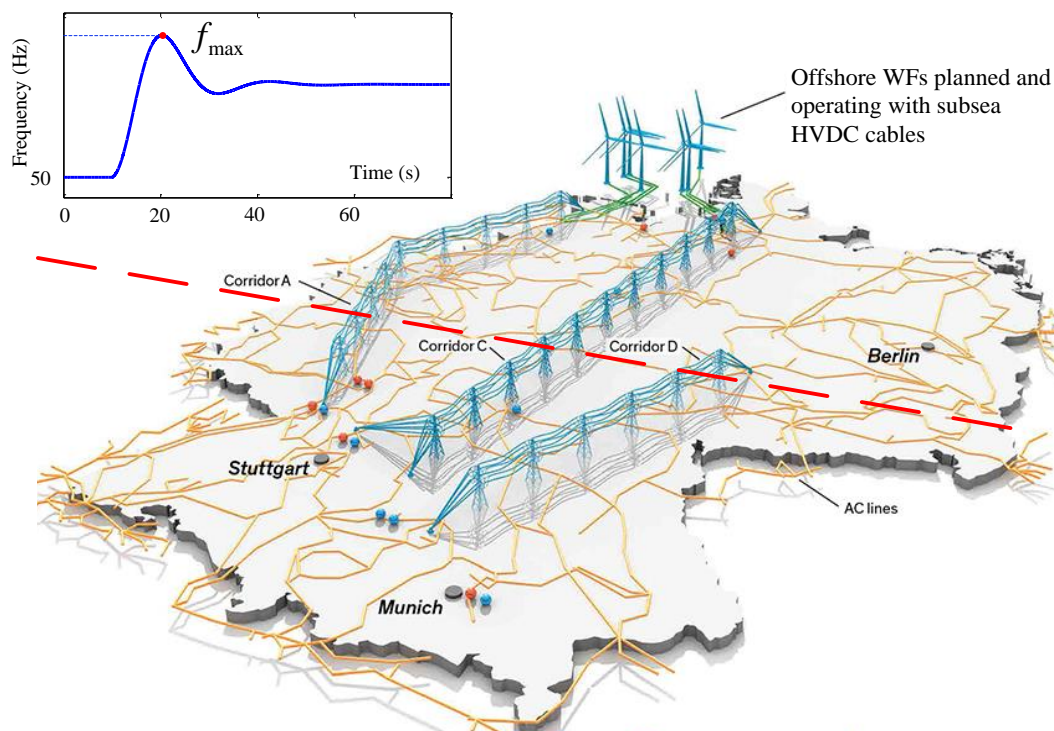 Frequency (Hz)
f max
50
Time (s)
0
20
40
60
Offshore WFs planned and
operating with subsea
HVDC cables
Corridor A
Corridor C
Corridor D
Berlin
Stuttgart
AC lines
Munich